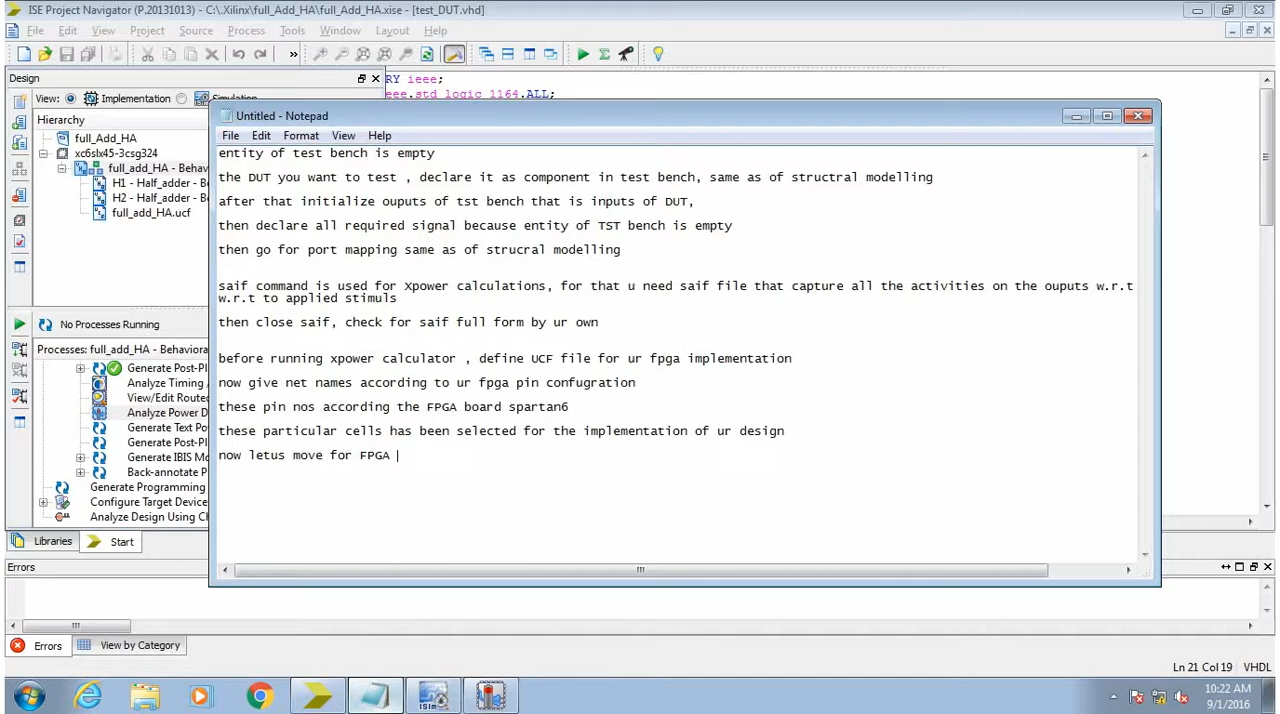 ISE Project Navigator (P.20131013) - C:\.Xilinx\full_Add_HA\full_Add_HA.xise - [test_DUT.vhd]
File Edit View Project Source Process Tools Window Layout Help
Design
RY ieee;
eee.std_logic_1164.ALL;
View: Implementation Simulation
Hierarchy
full_Add_HA
xc6slx45-3csg324
full_add_HA - Behavi
H1 - Half_adder - Be
H2 - Half_adder - Be
full_add_HA.ucf
No Processes Running
Processes: full_add_HA - Behaviora
Generate Post-Pl
Analyze Timing /
View/Edit Routed
Analyze Power D
Generate Text Po
Generate Post-Pl
Generate IBIS M
Back-annotate P
Generate Programming
Configure Target Device
Analyze Design Using Ch
Libraries Start
Untitled - Notepad
File Edit Format View Help
entity of test bench is empty
the DUT you want to test , declare it as component in test bench, same as of structral modelling
after that initialize ouputs of tst bench that is inputs of DUT,
then declare all required signal because entity of TST bench is empty
then go for port mapping same as of strucral modelling
saif command is used for Xpower calculations, for that u need saif file that capture all the activities on the ouputs w.r.t
w.r.t to applied stimuls
then close saif, check for saif full form by ur own
before running xpower calculator , define UCF file for ur fpga implementation
now give net names according to ur fpga pin confugration
these pin nos according the FPGA board spartan6
these particular cells has been selected for the implementation of ur design
now letus move for FPGA
Errors
Errors View by Category
Ln 21 Col 19 VHDL
10:22 AM
9/1/2016